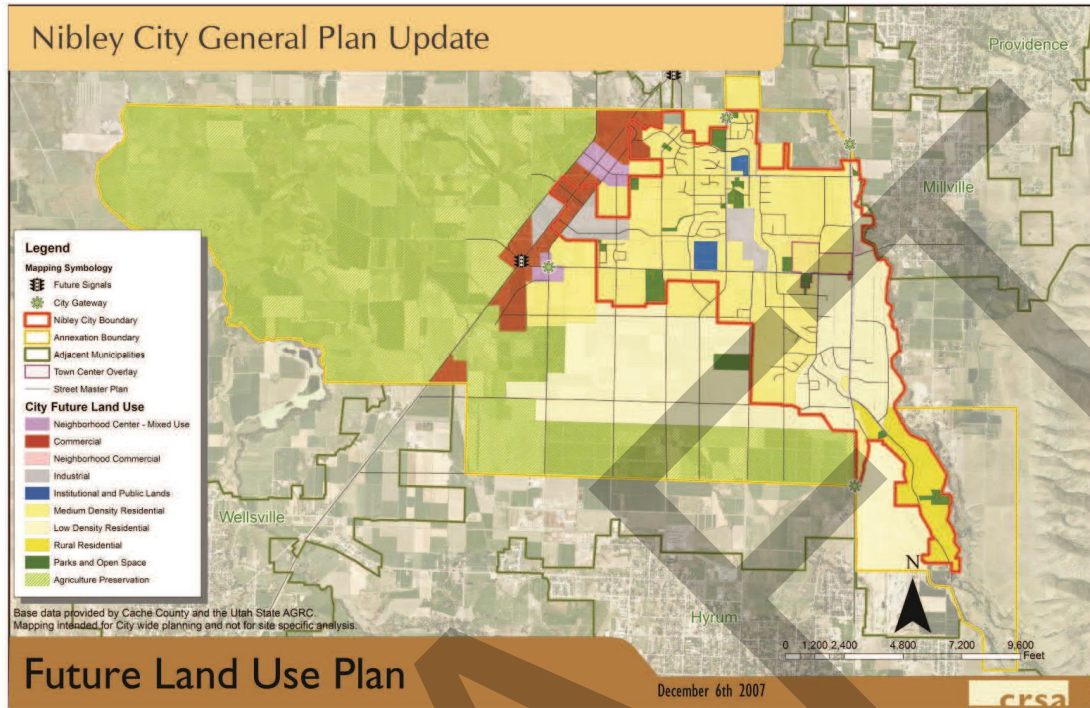 Nibley City General Plan Update
Providence
Millville
Legend
Mapping Symbology
Future Signals
City Gateway
Nibley City Boundary
Annexation Boundary
Adjacent Municipalities
Town Center Overlay
Street Master Plan
City Future Land Use
Neighborhood Center - Mixed Use
Commercial
Neighborhood Commercial
Industrial
Institutional and Public Lands
Medium Density Residential
Low Density Residential
Rural Residential
Parks and Open Space
Agriculture Preservation
Wellsville
Hyrum
N
0 1,200 2,400 4,800 7,200 9,600
Feet
Base data provided by Cache County and the Utah State AGRC.
Mapping intended for City wide planning and not for site specific analysis.
Future Land Use Plan
December 6th 2007
crsa